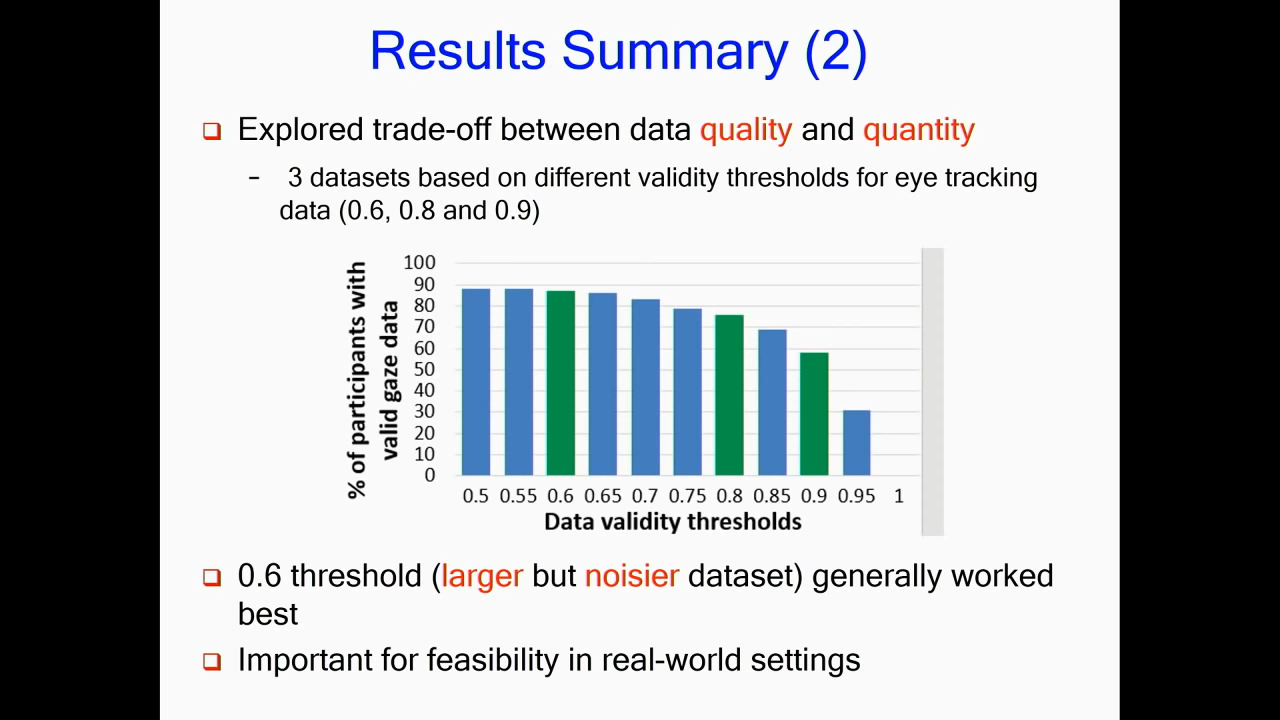 Results Summary (2)
❑ Explored trade-off between data quality and quantity
– 3 datasets based on different validity thresholds for eye tracking
data (0.6, 0.8 and 0.9)
% of participants with
valid gaze data
100
90
80
70
60
50
40
30
20
10
0
0.5 0.55 0.6 0.65 0.7 0.75 0.8 0.85 0.9 0.95 1
Data validity thresholds
❑ 0.6 threshold (larger but noisier dataset) generally worked
best
❑ Important for feasibility in real-world settings